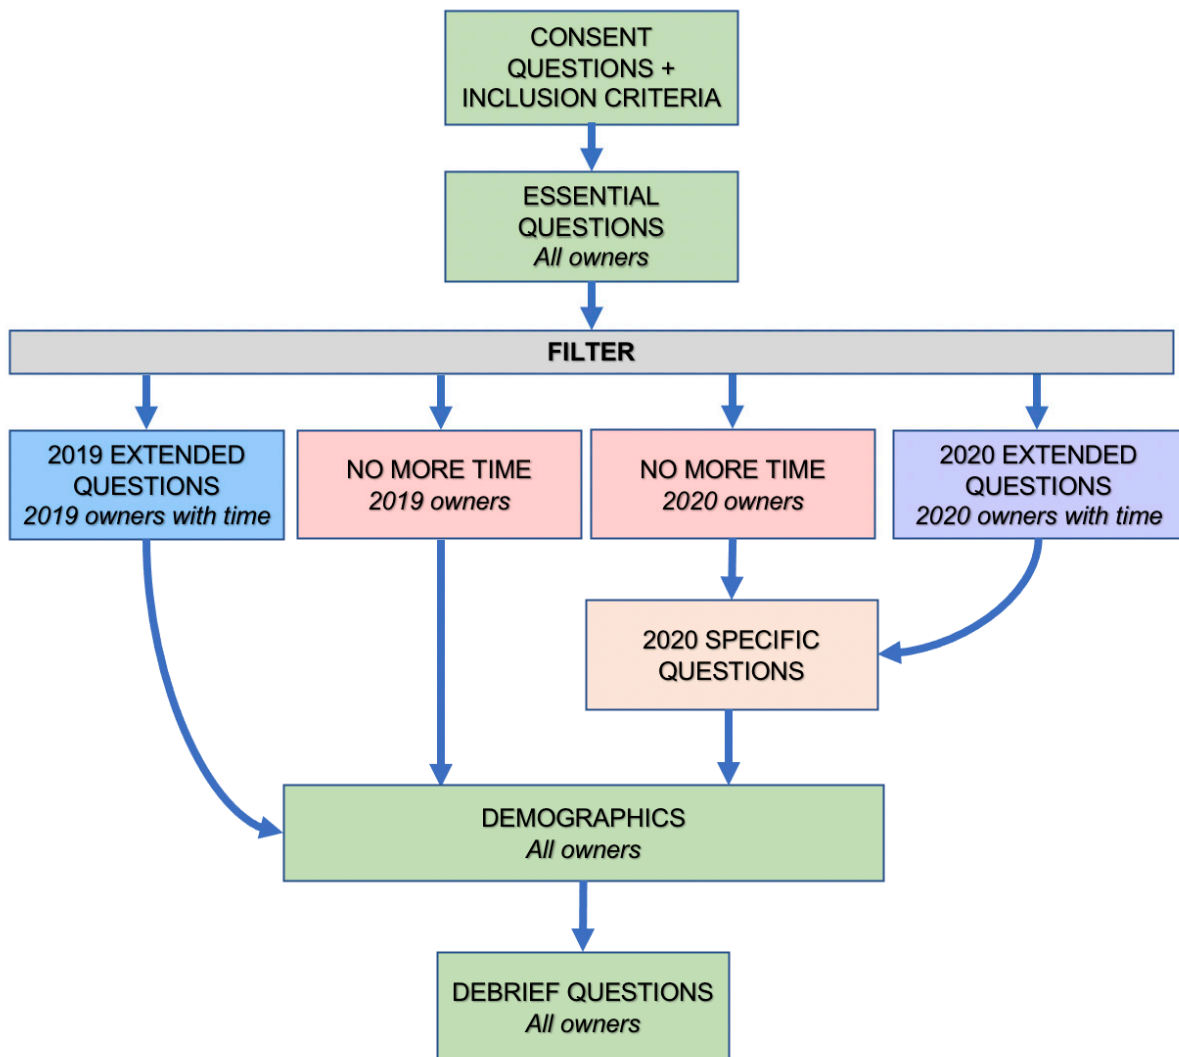 CONSENT
QUESTIONS +
INCLUSION CRITERIA
ESSENTIAL
QUESTIONS
All owners
FILTER
2019 EXTENDED
QUESTIONS
2019 owners with time
NO MORE TIME
2019 owners
NO MORE TIME
2020 owners
2020 EXTENDED
QUESTIONS
2020 owners with time
2020 SPECIFIC
QUESTIONS
DEMOGRAPHICS
All owners
DEBRIEF QUESTIONS
All owners